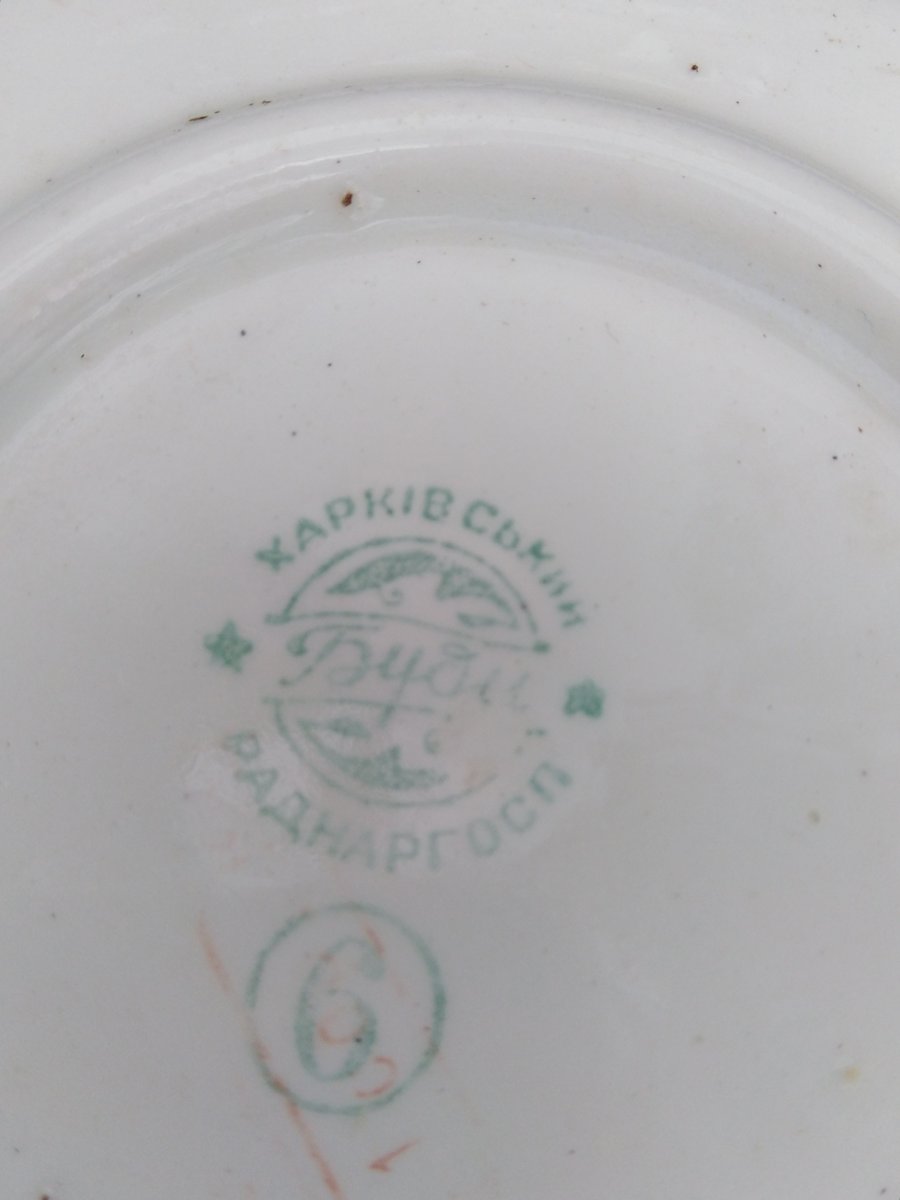 ХАРКІВСЬКИЙ
Буди
РАДНАРГОСП
6